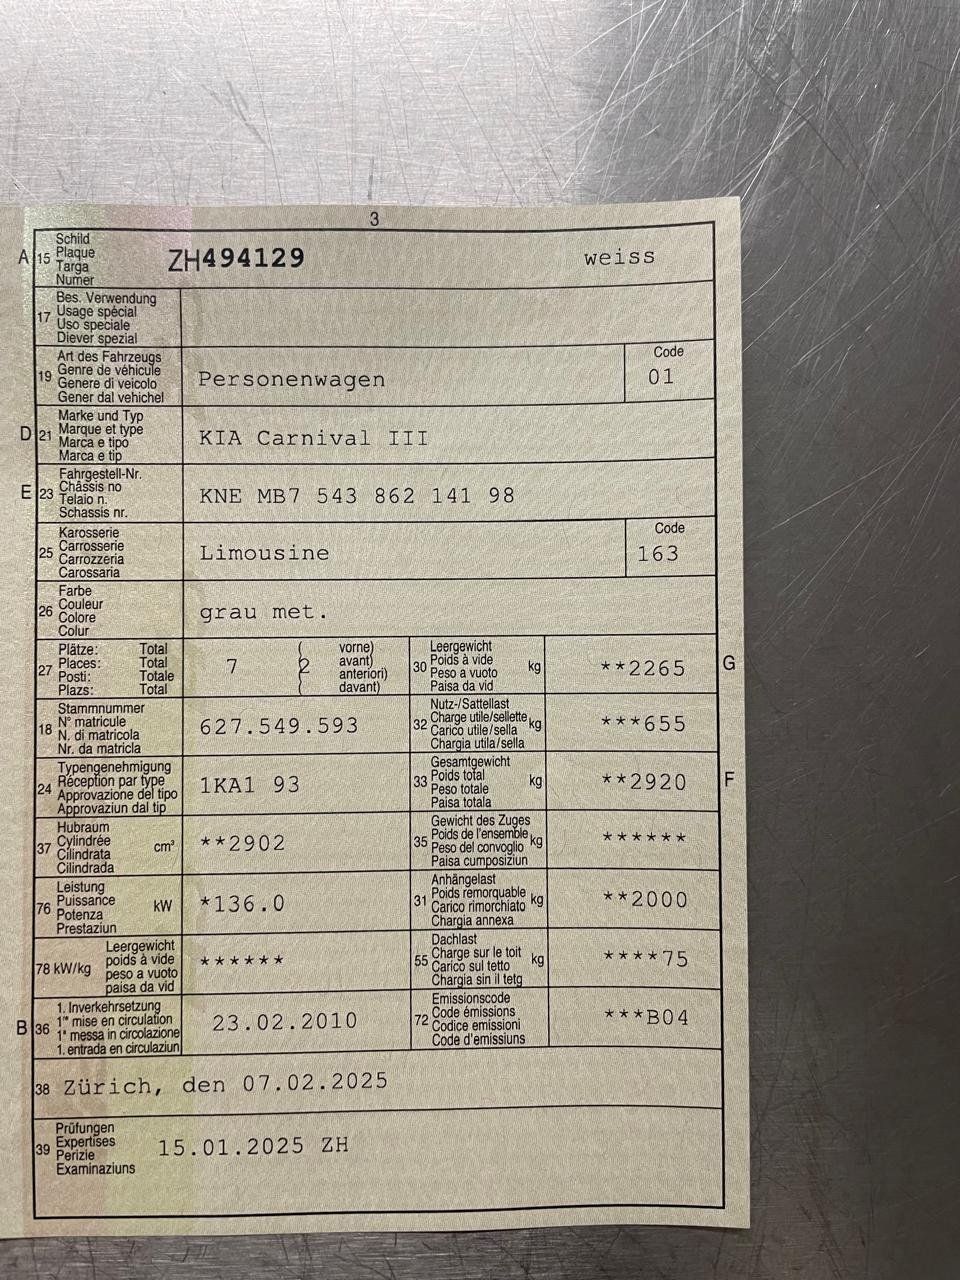 3
A 15 Schild
Plaque
Targa
Numer
ZH494129 weiss
17 Bes. Verwendung
Usage spécial
Uso speciale
Diever spezial
19 Art des Fahrzeugs
Genre de véhicule
Genere di veicolo
Gener dal vehichel
Personenwagen
Code
01
D 21 Marke und Typ
Marque et type
Marca e tipo
Marca e tip
KIA Carnival III
E 23 Fahrgestell-Nr.
Châssis no
Telaio n.
Schassis nr.
KNE MB7 543 862 141 98
25 Karosserie
Carrosserie
Carrozzeria
Carossaria
Limousine
Code
163
26 Farbe
Couleur
Colore
Colur
grau met.
27 Plätze: Total
Places: Total
Posti: Totale
Plazs: Total
7 ( 2 vorne)
avant)
anteriori)
( davant)
30 Leergewicht
Poids à vide kg
Peso a vuoto
Paisa da vid
**2265 G
18 Stammnummer
N° matricule
N. di matricola
Nr. da matricla
627.549.593
32 Nutz-/Sattellast
Charge utile/sellette kg
Carico utile/sella
Chargia utila/sella
***655
24 Typengenehmigung
Réception par type
Approvazione del tipo
Approvaziun dal tip
1KA1 93
33 Gesamtgewicht
Poids total kg
Peso totale
Paisa totala
**2920 F
37 Hubraum
Cylindrée cm³
Cilindrata
Cilindrada
**2902
35 Gewicht des Zuges
Poids de l'ensemble kg
Peso del convoglio
Paisa cumposiziun
******
76 Leistung
Puissance kW
Potenza
Prestaziun
*136.0
31 Anhängelast
Poids remorquable kg
Carico rimorchiato
Chargia annexa
**2000
78 kW/kg Leergewicht
poids à vide
peso a vuoto
paisa da vid
******
55 Dachlast
Charge sur le toit kg
Carico sul tetto
Chargia sin il tetg
****75
B 36 1. Inverkehrsetzung
1re mise en circulation
1a messa in circolazione
1. entrada en circulaziun
23.02.2010
72 Emissionscode
Code émissions
Codice emissioni
Code d'emissiuns
***B04
38 Zürich, den 07.02.2025
39 Prüfungen
Expertises
Perizie
Examinaziuns
15.01.2025 ZH